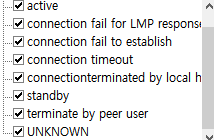 active
connection fail for LMP response
connection fail to establish
connection timeout
connectionterminated by local h
standby
terminate by peer user
UNKNOWN